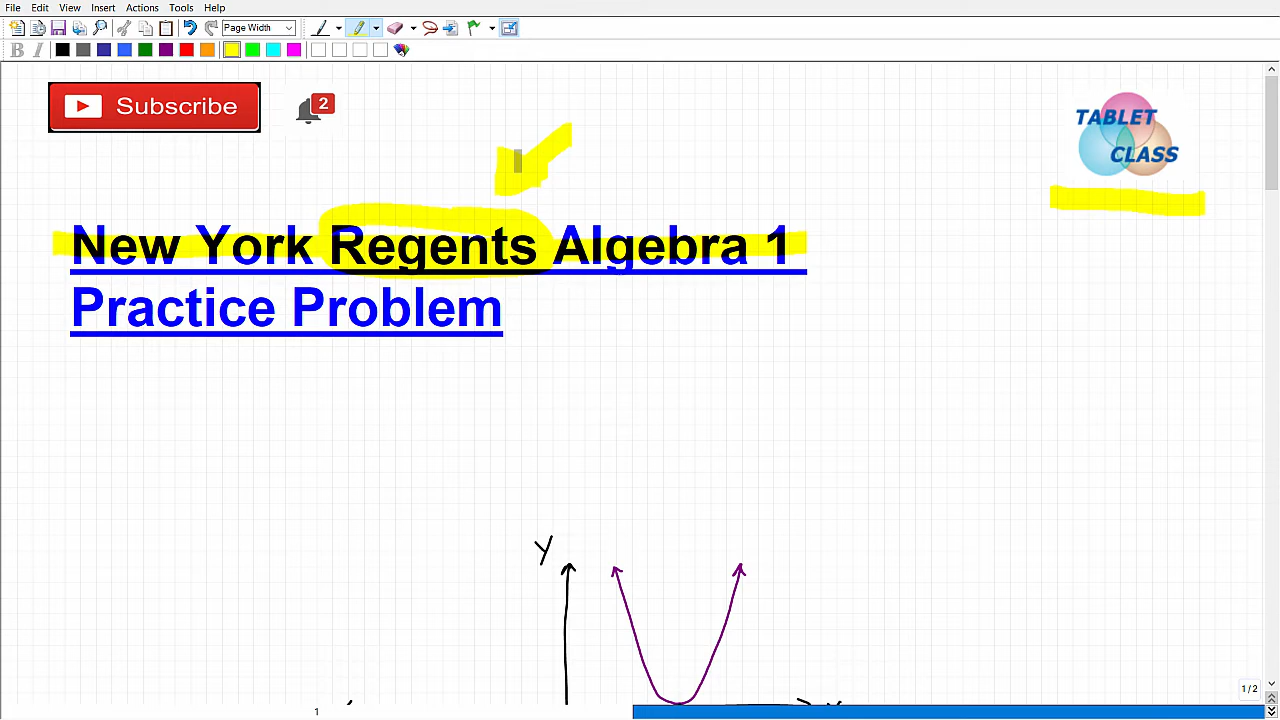 File Edit View Insert Actions Tools Help
Page Width
B I
Subscribe
2
TABLET
CLASS
New York Regents Algebra 1
Practice Problem
y
1/2
1